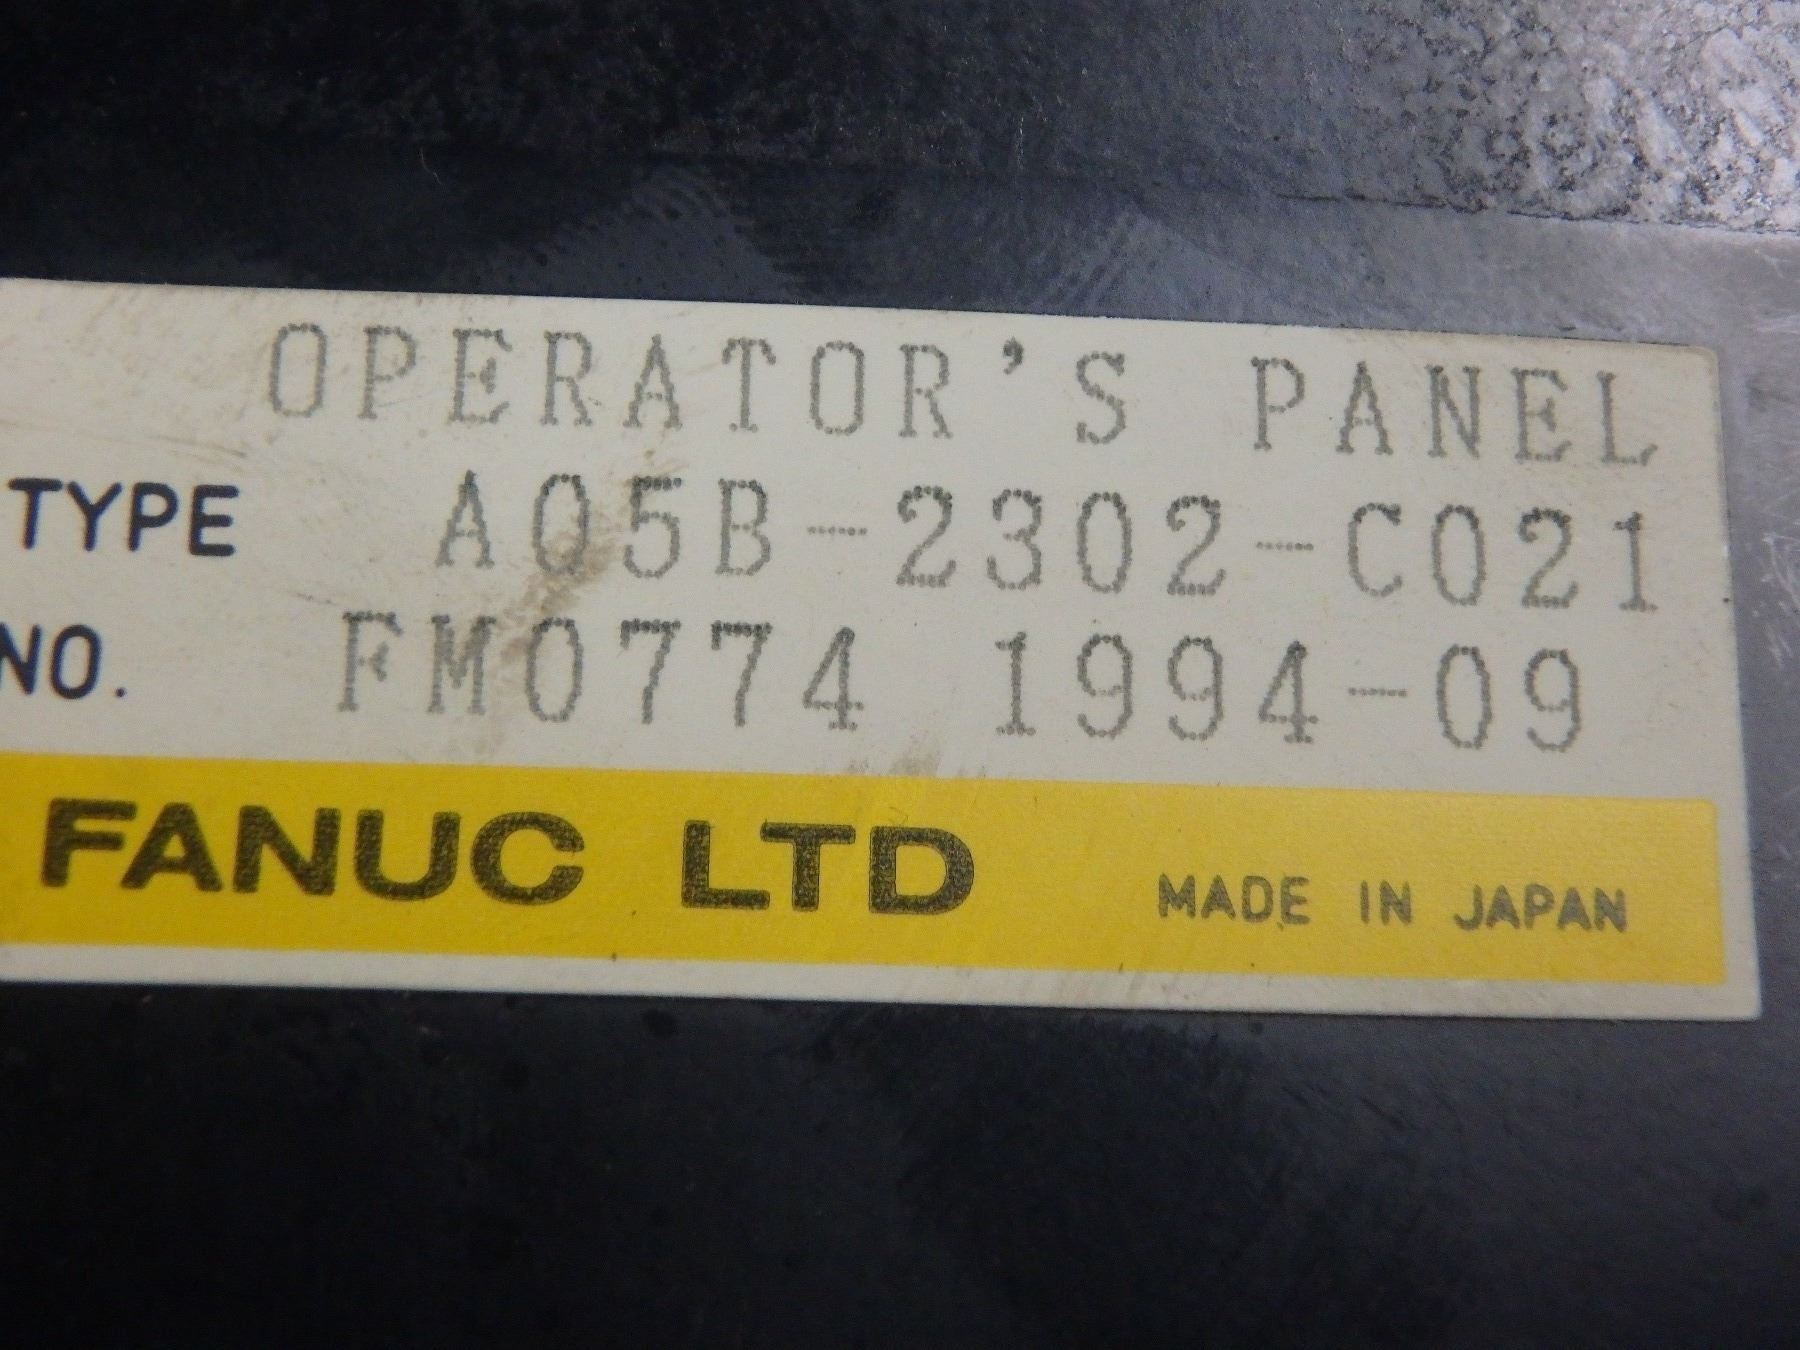 OPERATOR'S PANEL
TYPE A05B-2302-C021
NO. FM0774 1994-09
FANUC LTD MADE IN JAPAN